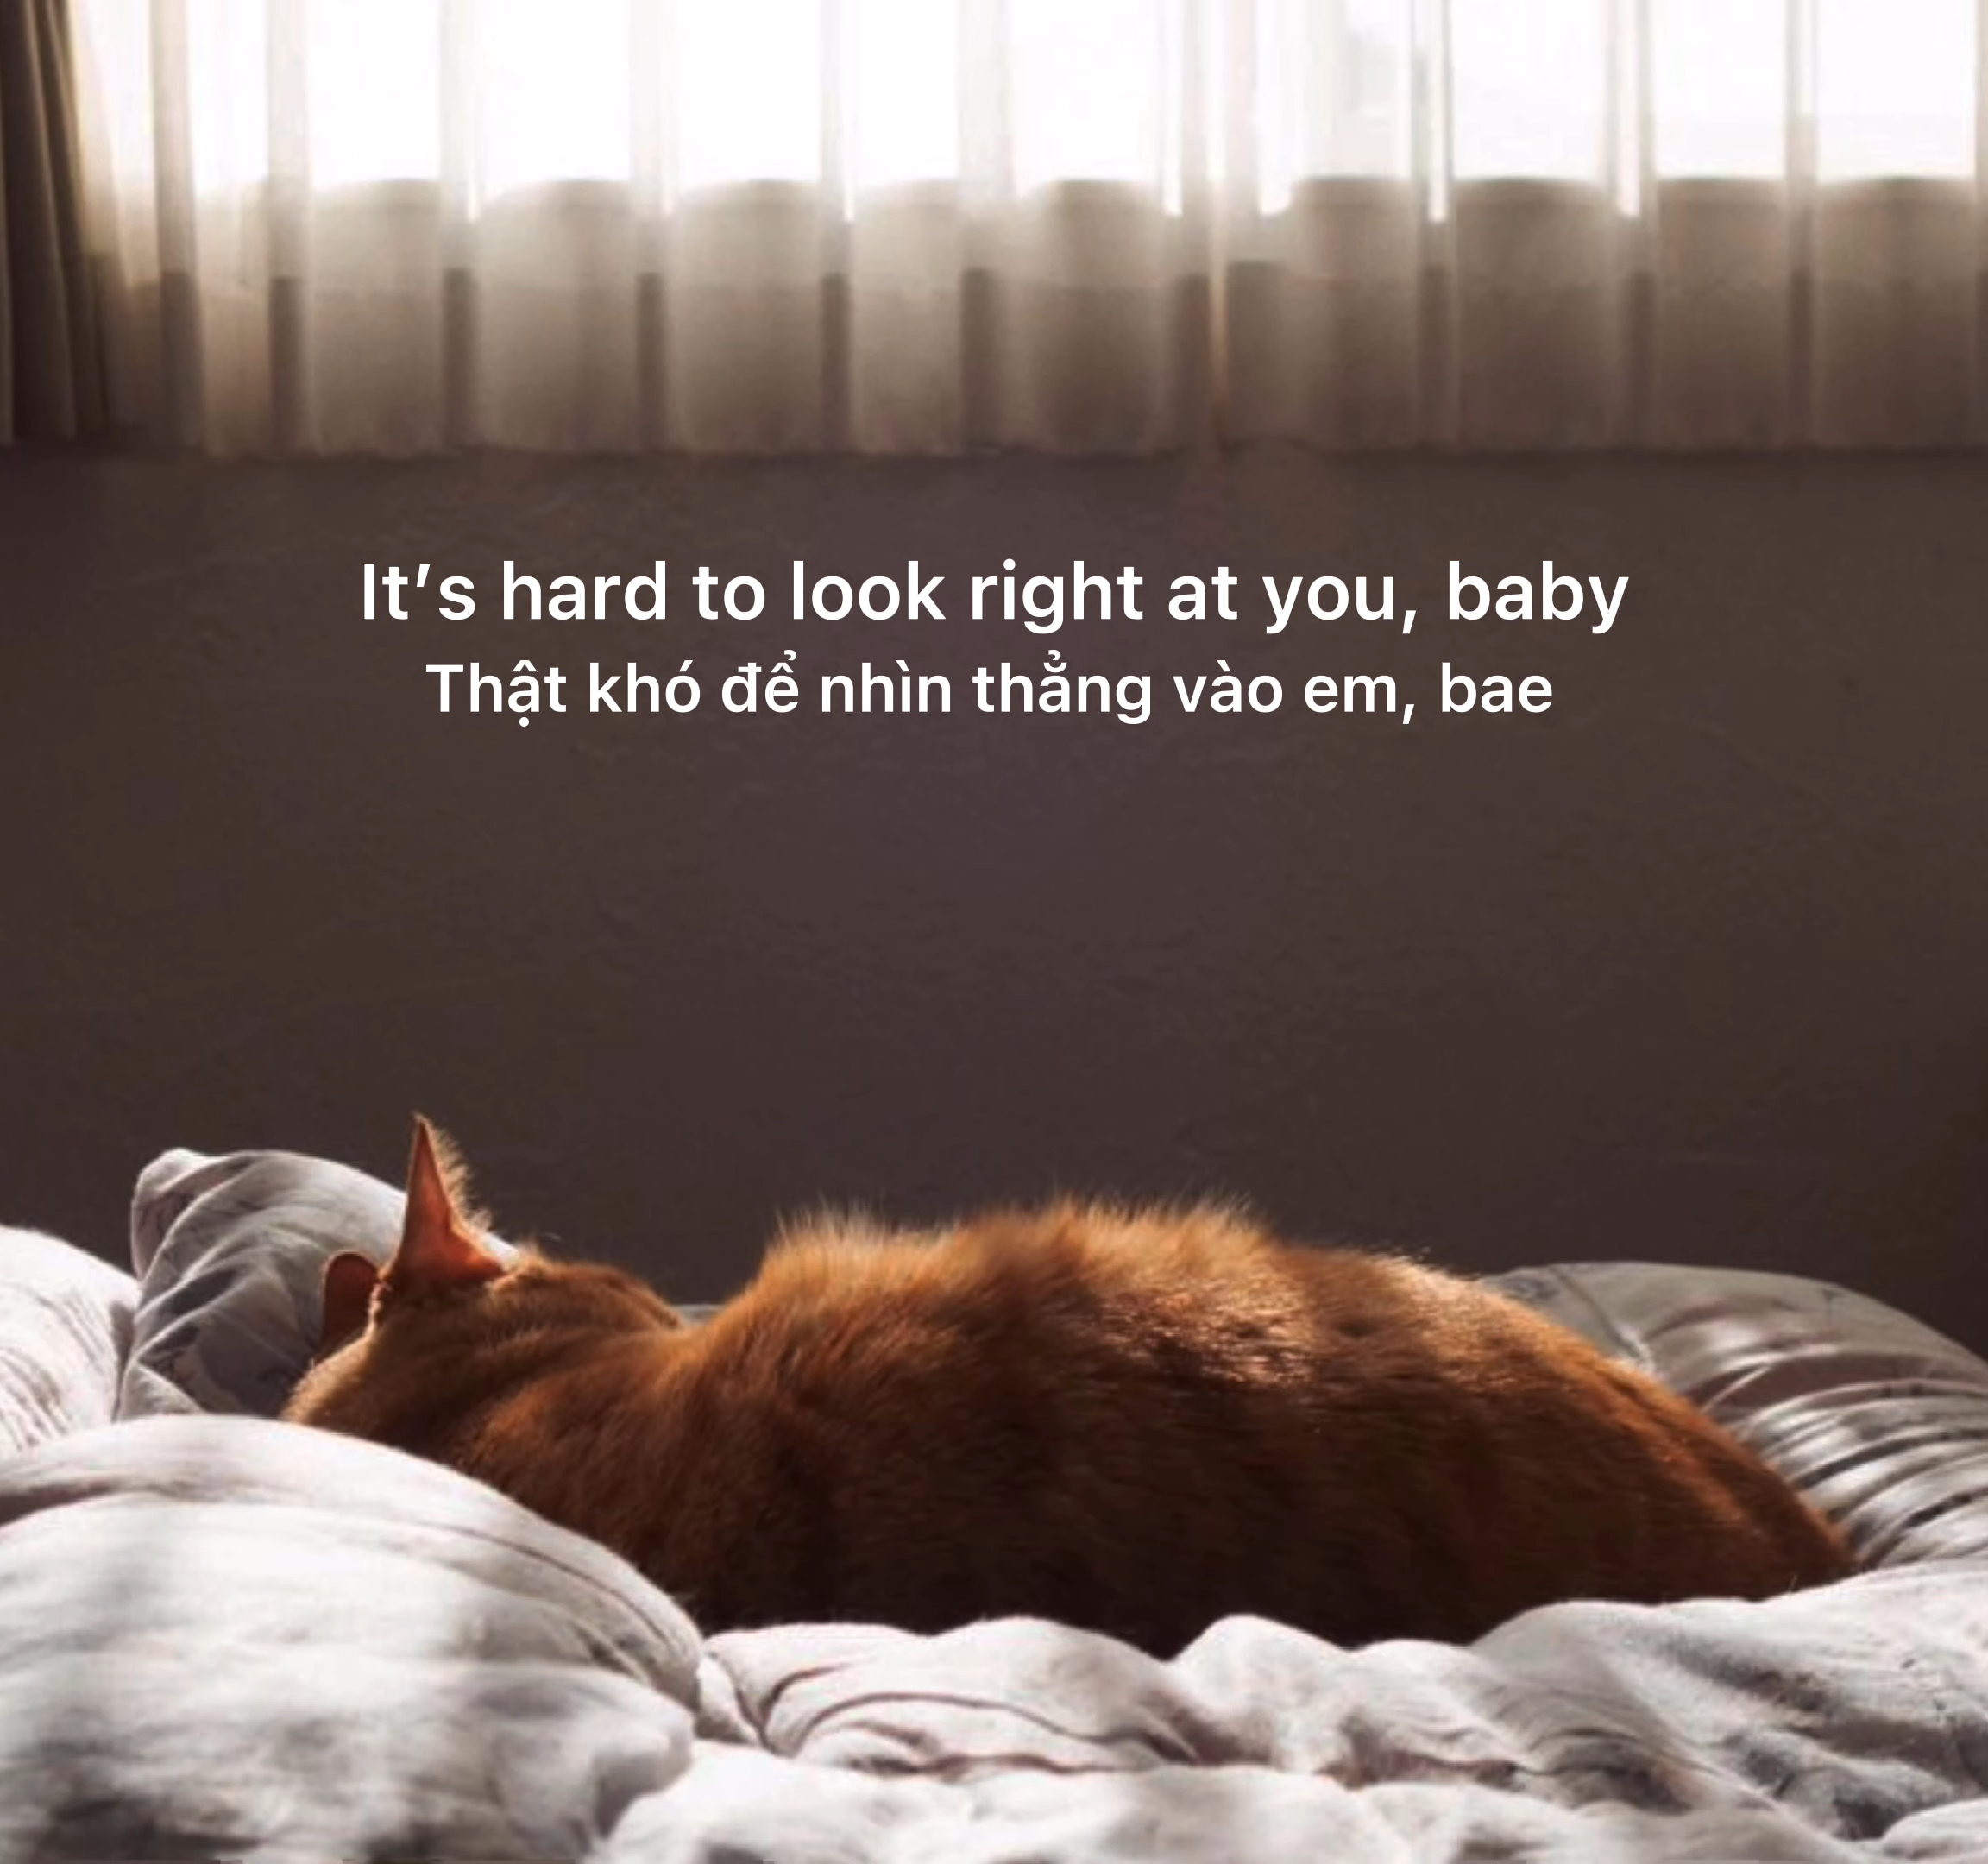 It’s hard to look right at you, baby
Thật khó để nhìn thẳng vào em, bae